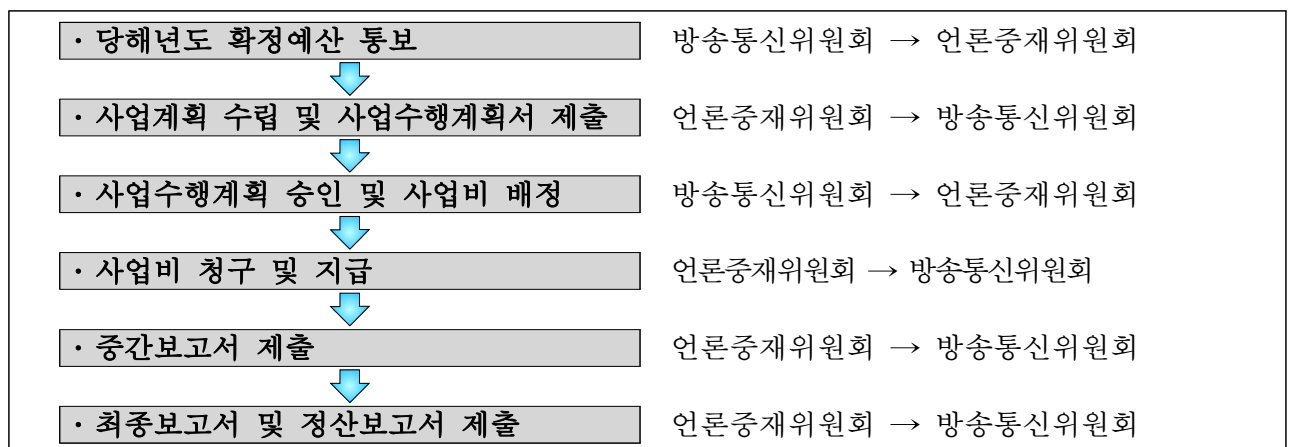 · 당해년도 확정예산 통보 방송통신위원회 → 언론중재위원회
· 사업계획 수립 및 사업수행계획서 제출 언론중재위원회 → 방송통신위원회
· 사업수행계획 승인 및 사업비 배정 방송통신위원회 → 언론중재위원회
· 사업비 청구 및 지급 언론중재위원회 → 방송통신위원회
· 중간보고서 제출 언론중재위원회 → 방송통신위원회
· 최종보고서 및 정산보고서 제출 언론중재위원회 → 방송통신위원회